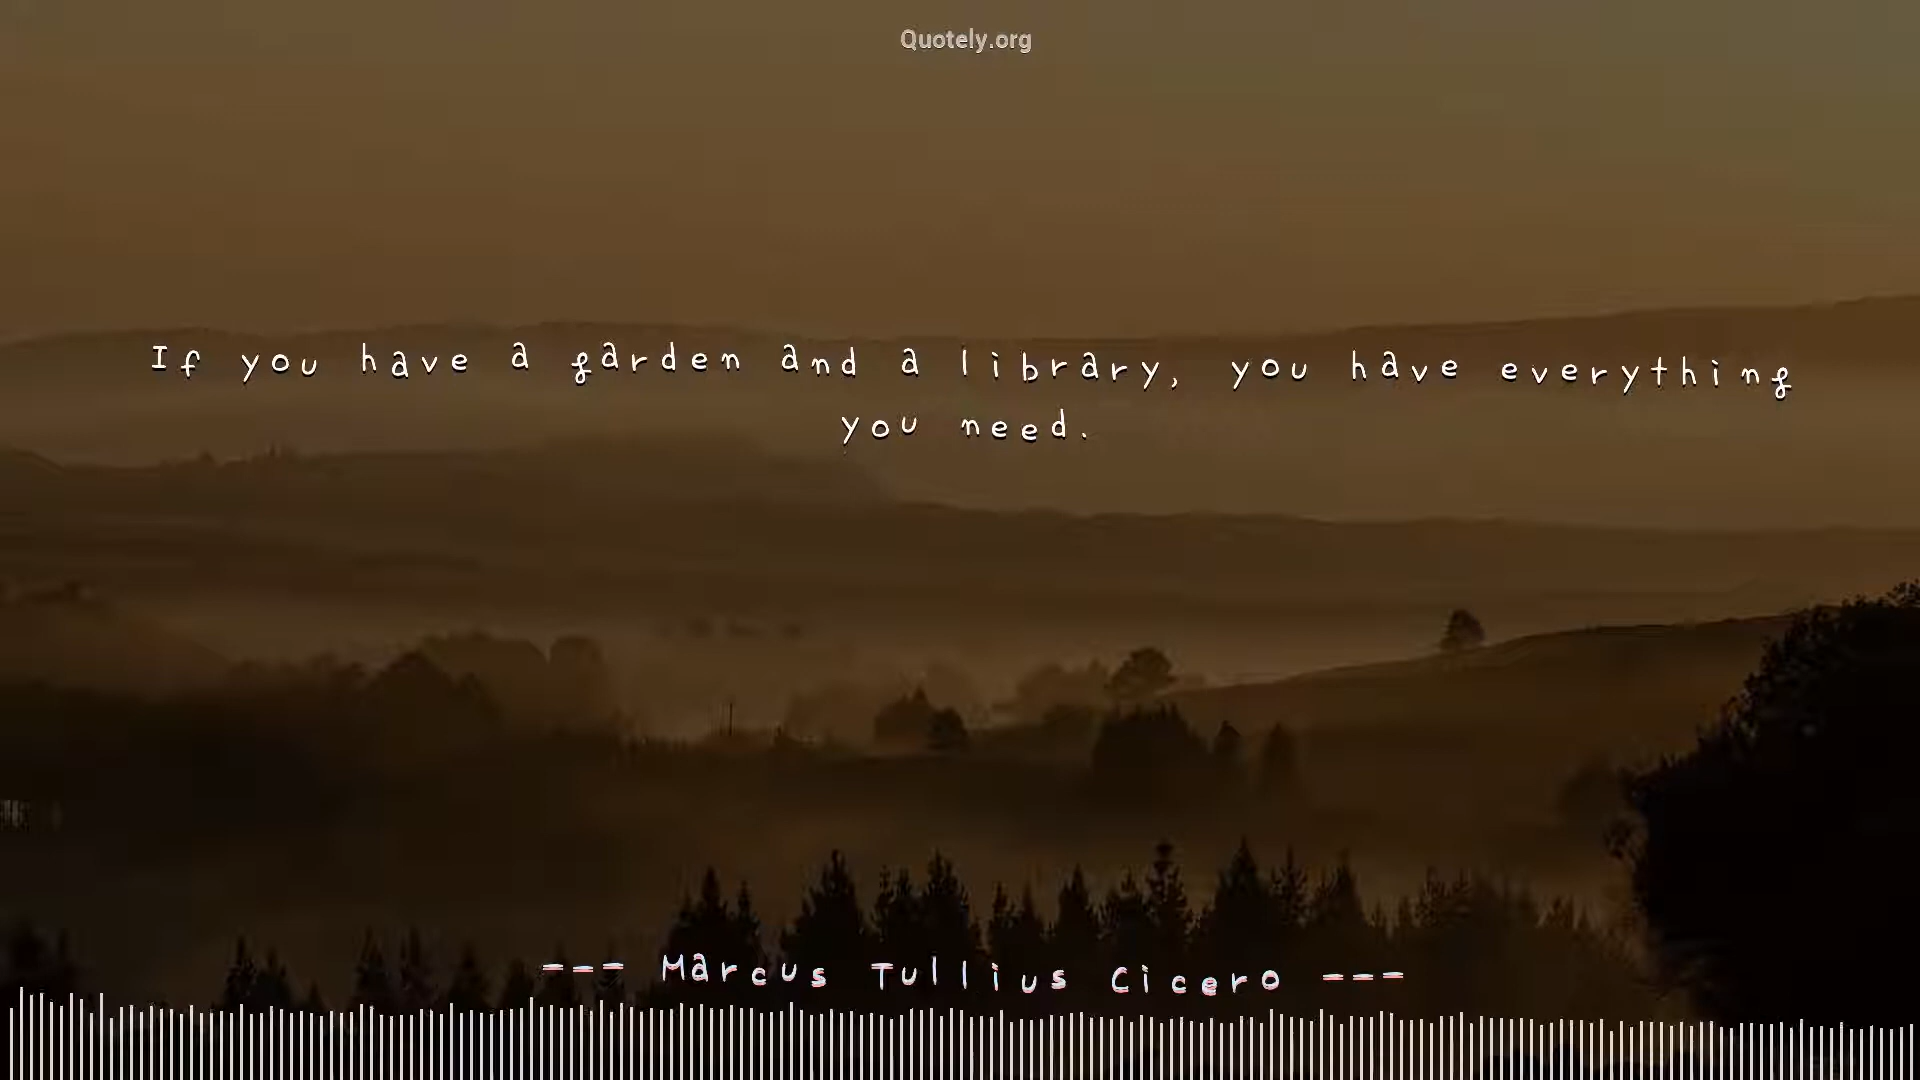 Quotely.org
If you have a garden and a library, you have everything
you need.
--- Marcus Tullius Cicero ---